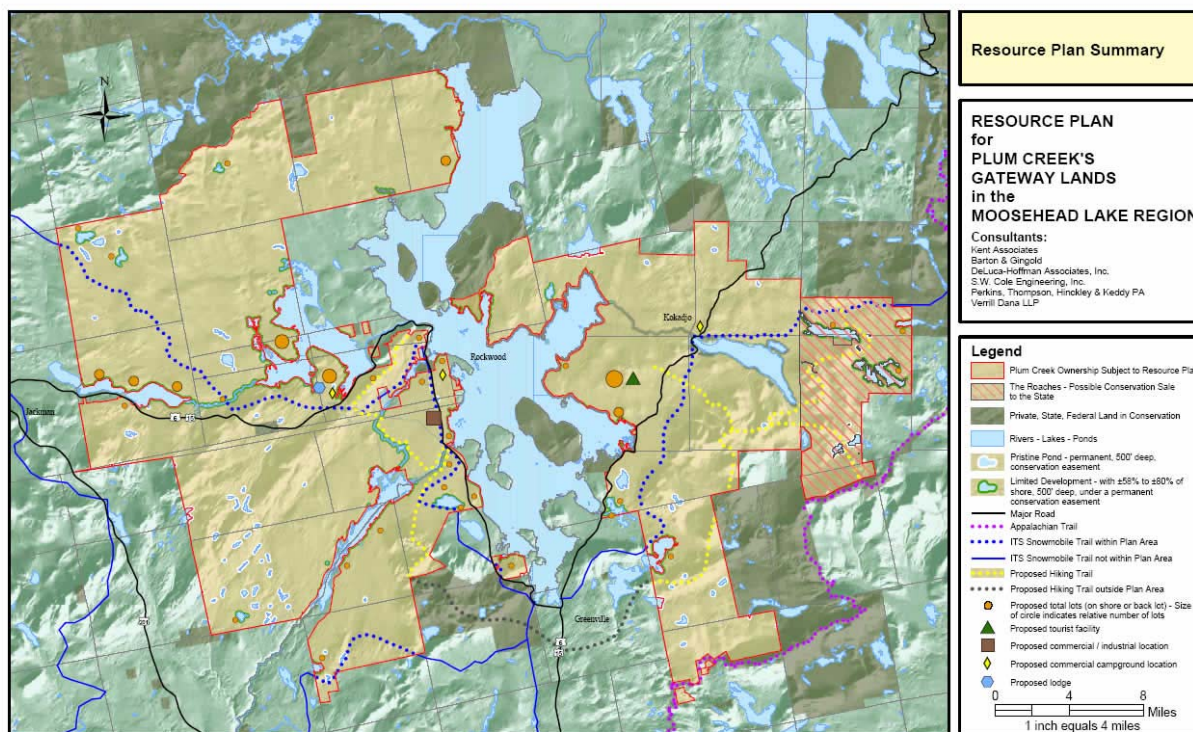 N
Kokadjo
Rockwood
Jackman
6
15
Greenville
6
15
201
Resource Plan Summary
RESOURCE PLAN
for
PLUM CREEK'S
GATEWAY LANDS
in the
MOOSEHEAD LAKE REGION
Consultants:
Kent Associates
Barton & Gingold
DeLuca-Hoffman Associates, Inc.
S.W. Cole Engineering, Inc.
Perkins, Thompson, Hinckley & Keddy PA
Verrill Dana LLP
Legend
Plum Creek Ownership Subject to Resource Pla
The Roaches - Possible Conservation Sale
to the State
Private, State, Federal Land in Conservation
Rivers - Lakes - Ponds
Pristine Pond - permanent, 500' deep,
conservation easement
Limited Development - with ±58% to ±80% of
shore, 500' deep, under a permanent
conservation easement
Major Road
Appalachian Trail
ITS Snowmobile Trail within Plan Area
ITS Snowmobile Trail not within Plan Area
Proposed Hiking Trail
Proposed Hiking Trail outside Plan Area
Proposed total lots (on shore or back lot) - Size
of circle indicates relative number of lots
Proposed tourist facility
Proposed commercial / industrial location
Proposed commercial campground location
Proposed lodge
0 4 8
Miles
1 inch equals 4 miles